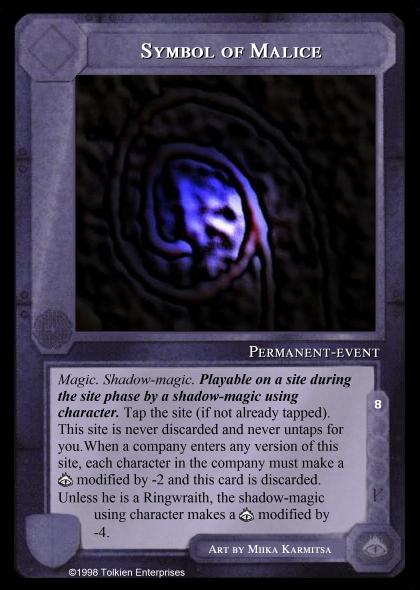 SYMBOL OF MALICE
PERMANENT-EVENT
Magic. Shadow-magic. Playable on a site during
the site phase by a shadow-magic using
character. Tap the site (if not already tapped).
This site is never discarded and never untaps for
you.When a company enters any version of this
site, each character in the company must make a
modified by -2 and this card is discarded.
Unless he is a Ringwraith, the shadow-magic
using character makes a modified by
-4.
8
ART BY MIIKA KARMITSA
©1998 Tolkien Enterprises